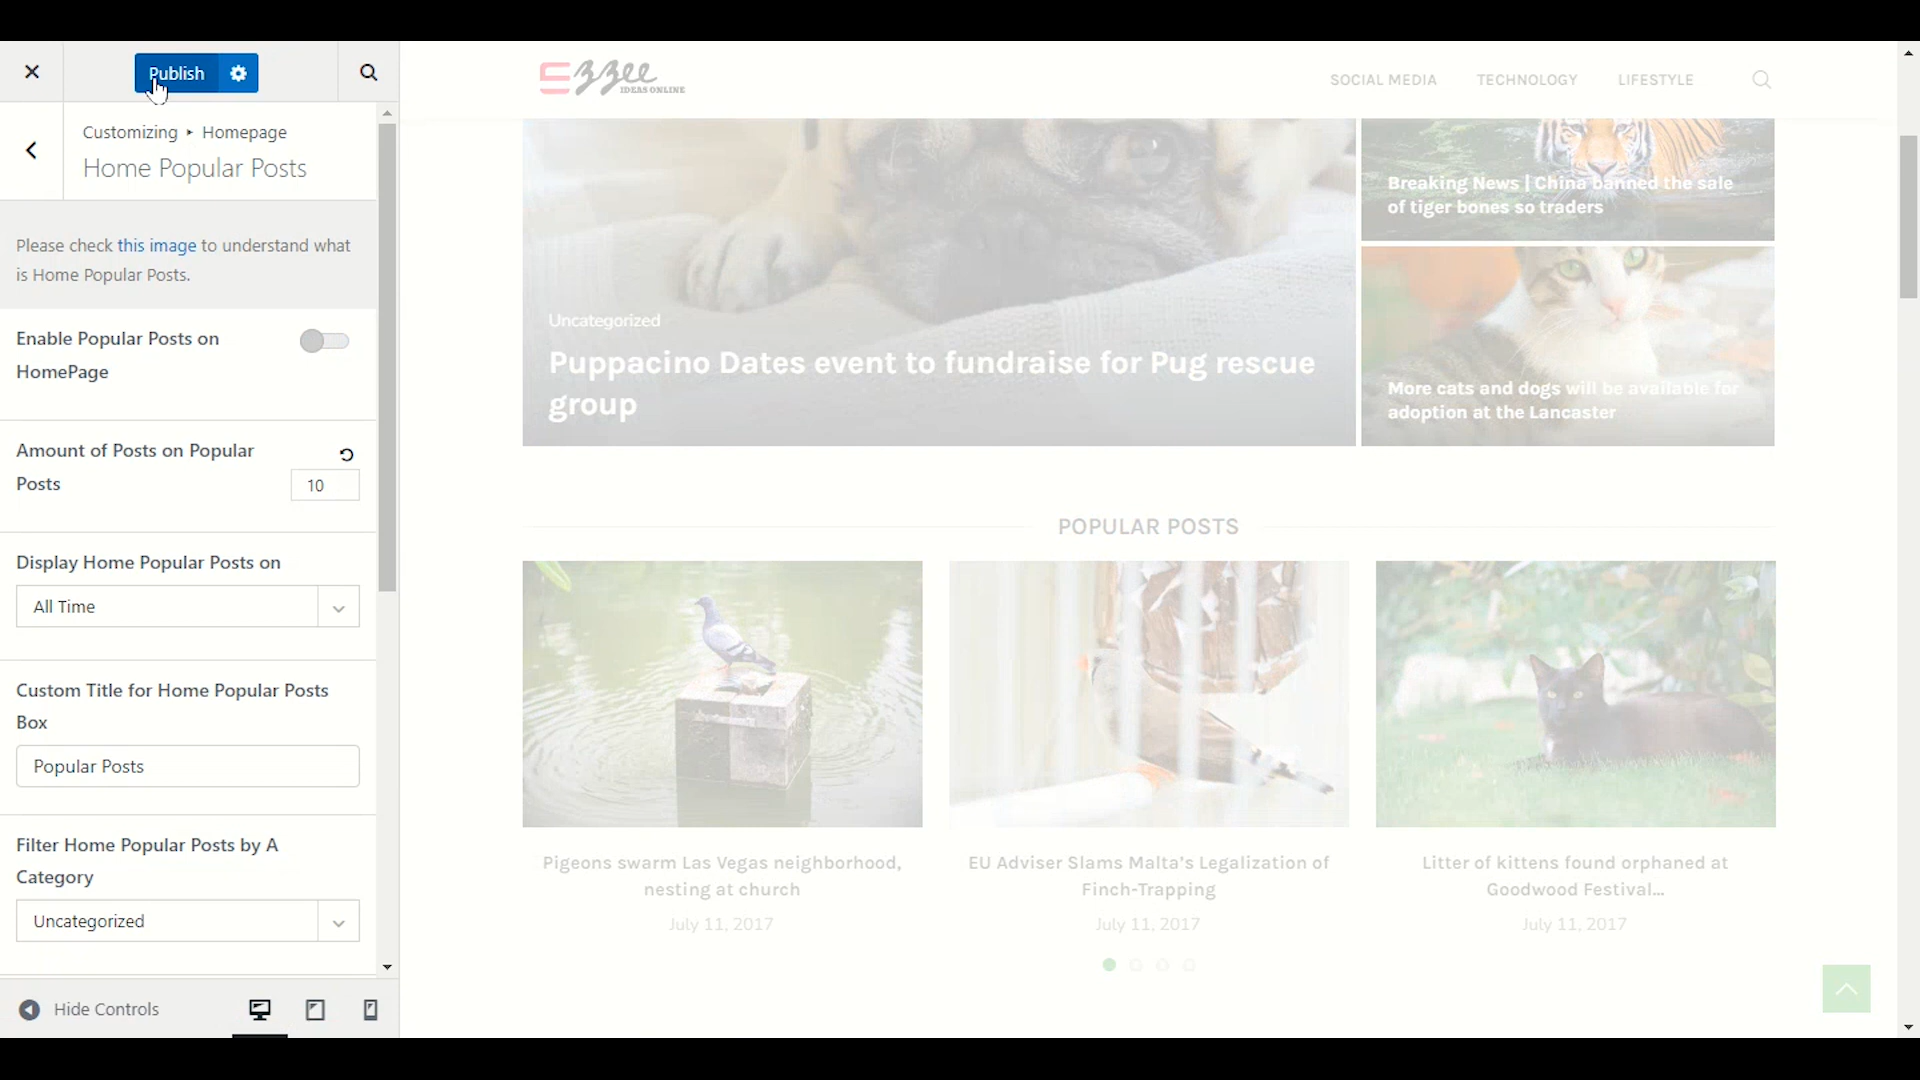 Publish
Customizing ▸ Homepage
Home Popular Posts
Please check this image to understand what
is Home Popular Posts.
Enable Popular Posts on
HomePage
Amount of Posts on Popular
Posts
10
Display Home Popular Posts on
All Time
Custom Title for Home Popular Posts
Box
Popular Posts
Filter Home Popular Posts by A
Category
Uncategorized
Hide Controls
Ezzee
IDEAS ONLINE
SOCIAL MEDIA TECHNOLOGY LIFESTYLE
Uncategorized
Puppacino Dates event to fundraise for Pug rescue
group
Breaking News | China banned the sale
of tiger bones so traders
More cats and dogs will be available for
adoption at the Lancaster
POPULAR POSTS
Pigeons swarm Las Vegas neighborhood,
nesting at church
July 11, 2017
EU Adviser Slams Malta's Legalization of
Finch-Trapping
July 11, 2017
Litter of kittens found orphaned at
Goodwood Festival...
July 11, 2017